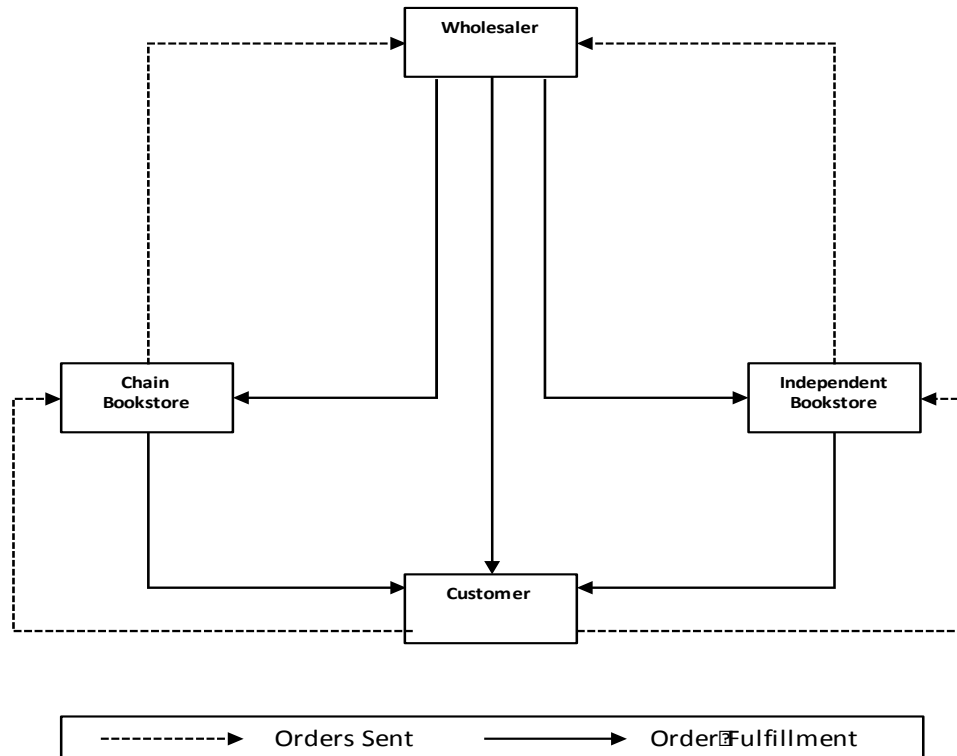 Wholesaler
Chain
Bookstore
Independent
Bookstore
Customer
Orders Sent
Order Fulfillment